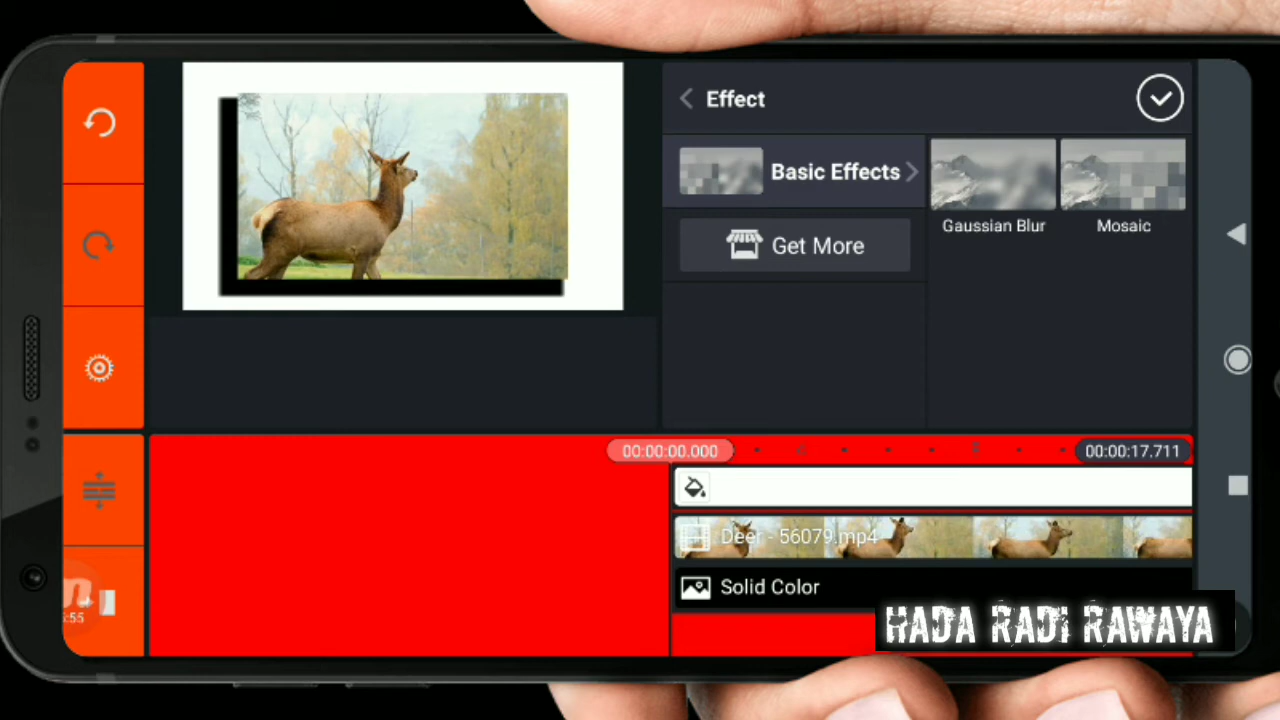 Effect
Basic Effects
Get More
Gaussian Blur
Mosaic
00:00:00.000
00:00:17.711
Deer - 56079.mp4
Solid Color
:55
HADA RADI RAWAYA